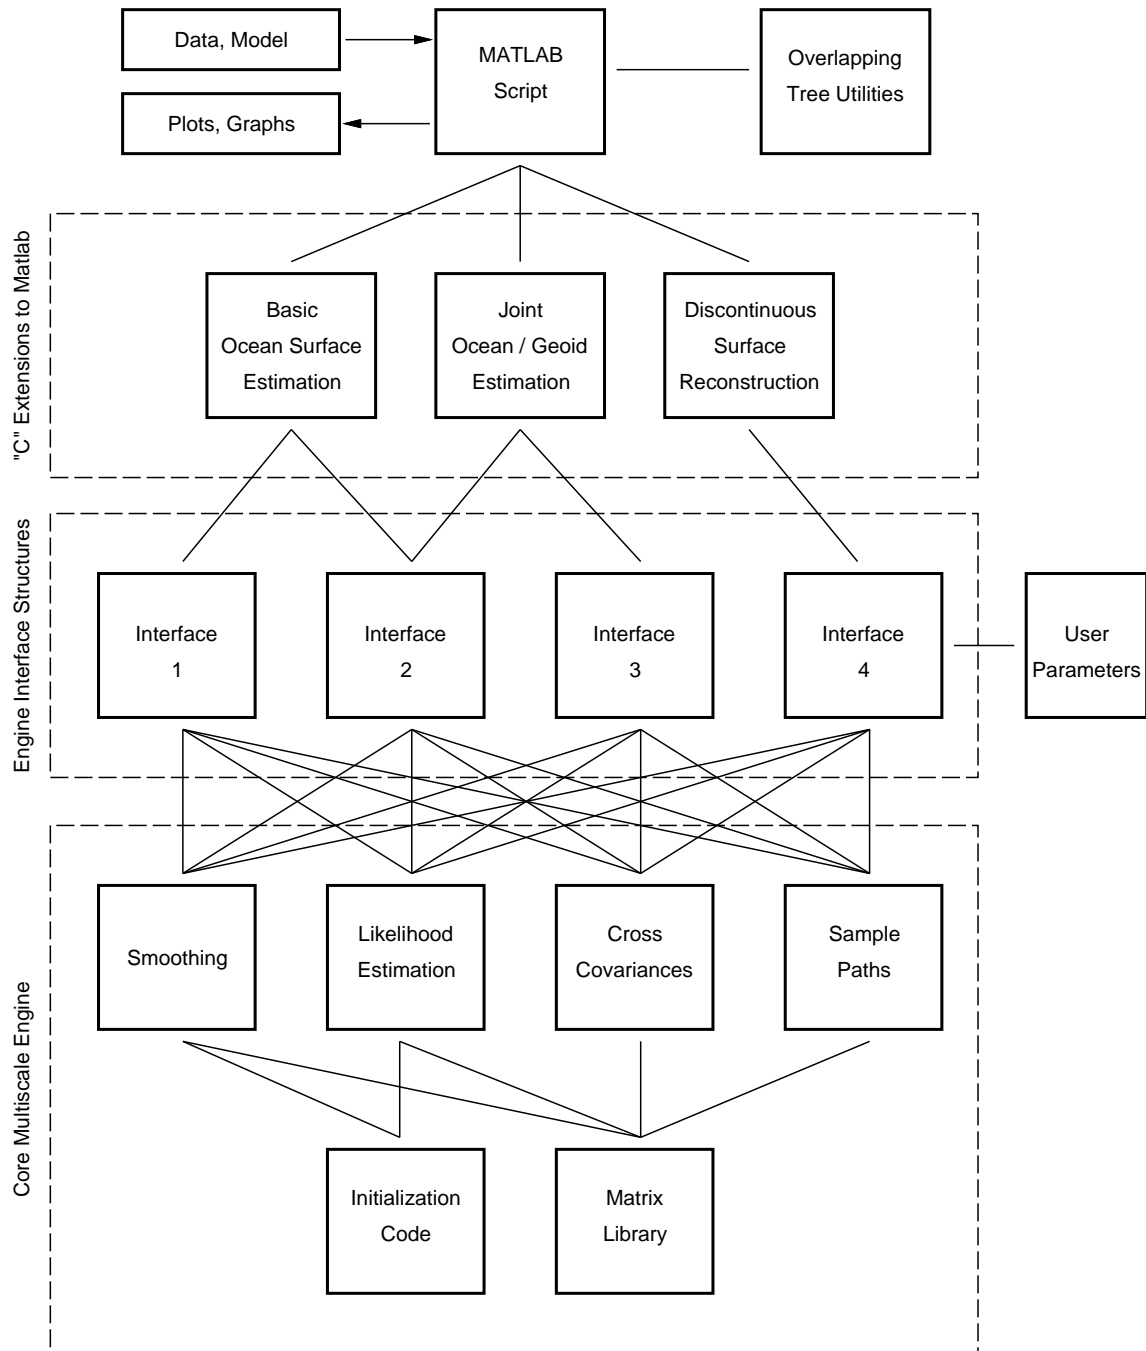 Data, Model
Plots, Graphs
MATLAB
Script
Overlapping
Tree Utilities
"C" Extensions to Matlab
Basic
Ocean Surface
Estimation
Joint
Ocean / Geoid
Estimation
Discontinuous
Surface
Reconstruction
Engine Interface Structures
Interface
1
Interface
2
Interface
3
Interface
4
User
Parameters
Core Multiscale Engine
Smoothing
Likelihood
Estimation
Cross
Covariances
Sample
Paths
Initialization
Code
Matrix
Library